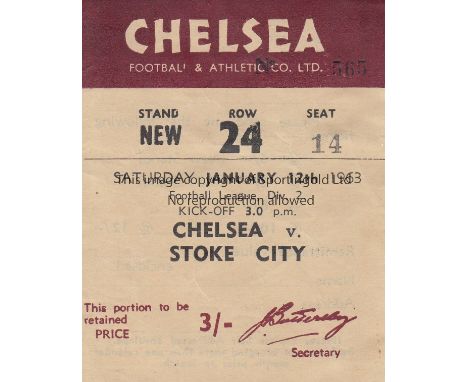 CHELSEA
FOOTBALL & ATHLETIC CO. LTD.
№ 565
STAND ROW SEAT
NEW 24 14
SATURDAY JANUARY 12th 1963
This image copyright of Sportingold Ltd
Football League Div 2
No reproduction allowed
KICK-OFF 3.0 p.m.
CHELSEA v.
STOKE CITY
This portion to be
retained
PRICE
3/-
Secretary